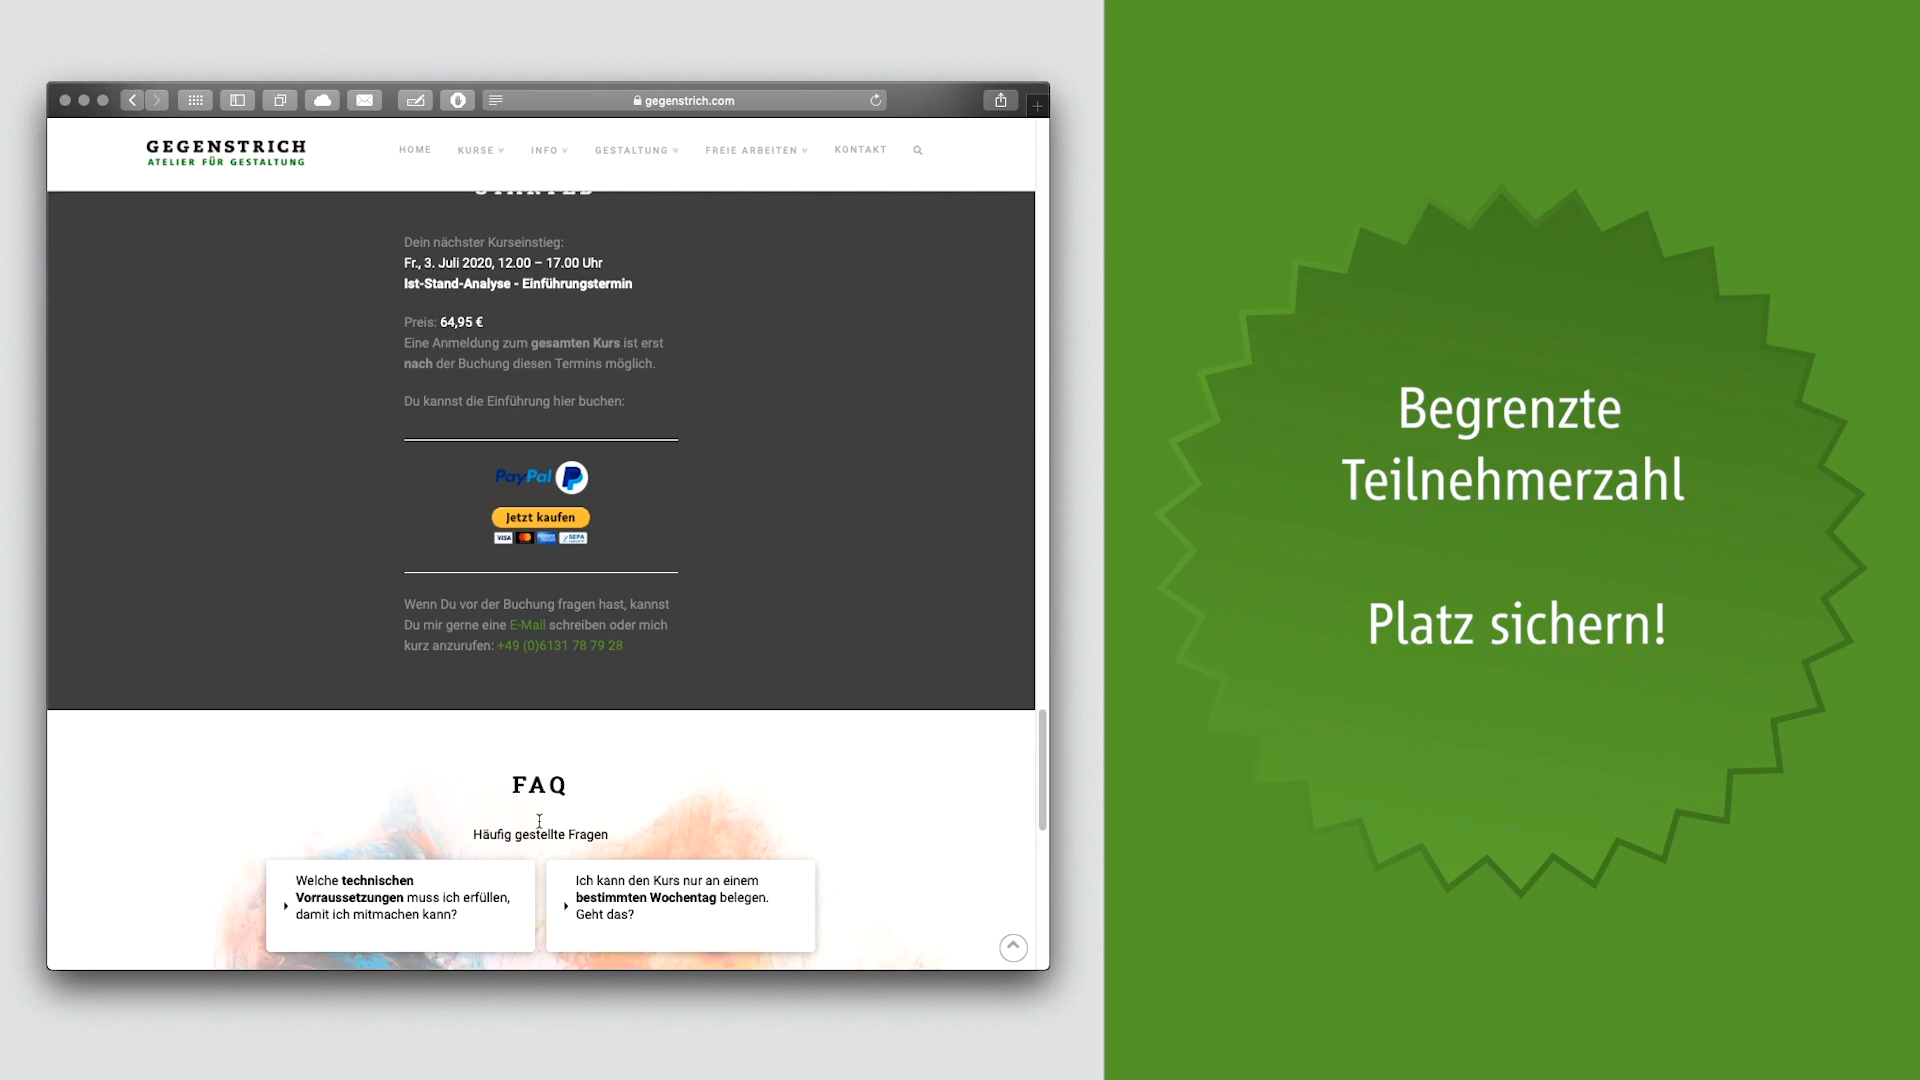 gegenstrich.com
GEGENSTRICH
ATELIER FÜR GESTALTUNG
HOME
KURSE
INFO
GESTALTUNG
FREIE ARBEITEN
KONTAKT
Dein nächster Kurseinstieg:
Fr., 3. Juli 2020, 12.00 – 17.00 Uhr
Ist-Stand-Analyse - Einführungstermin
Preis: 64,95 €
Eine Anmeldung zum gesamten Kurs ist erst
nach der Buchung diesen Termins möglich.
Du kannst die Einführung hier buchen:
PayPal
Jetzt kaufen
VISA
SEPA
Wenn Du vor der Buchung fragen hast, kannst
Du mir gerne eine E-Mail schreiben oder mich
kurz anzurufen: +49 (0)6131 78 79 28
FAQ
Häufig gestellte Fragen
Welche technischen
Vorraussetzungen muss ich erfüllen,
damit ich mitmachen kann?
Ich kann den Kurs nur an einem
bestimmten Wochentag belegen.
Geht das?
Begrenzte
Teilnehmerzahl
Platz sichern!